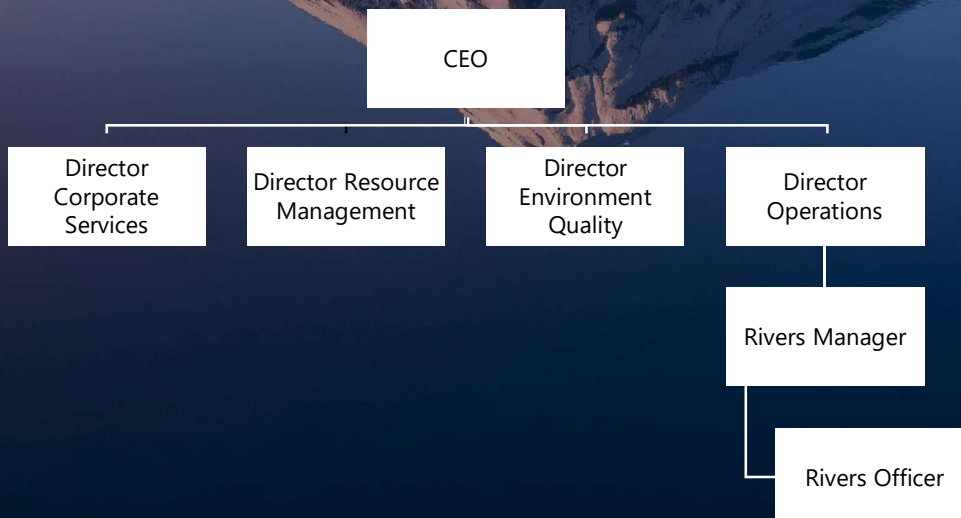 CEO
Director
Corporate
Services
Director Resource
Management
Director
Environment
Quality
Director
Operations
Rivers Manager
Rivers Officer